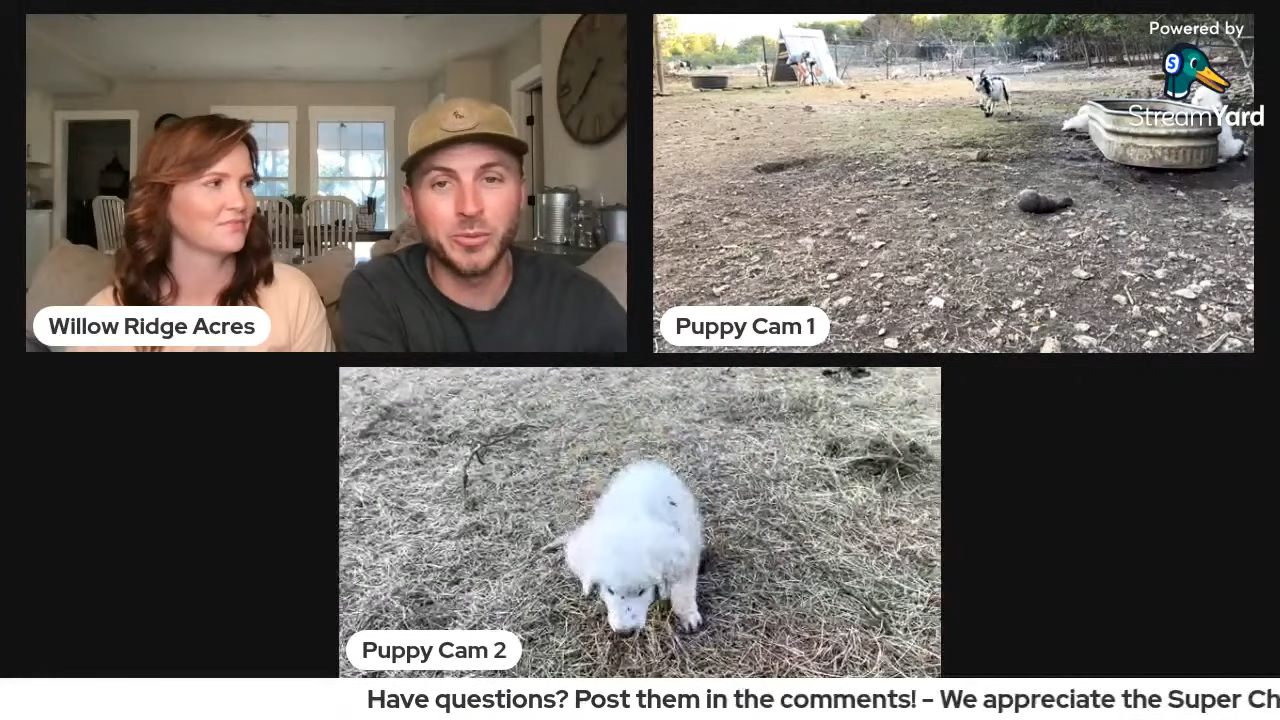 Powered by
StreamYard
Willow Ridge Acres
Puppy Cam 1
Puppy Cam 2
Have questions? Post them in the comments! – We appreciate the Super Ch